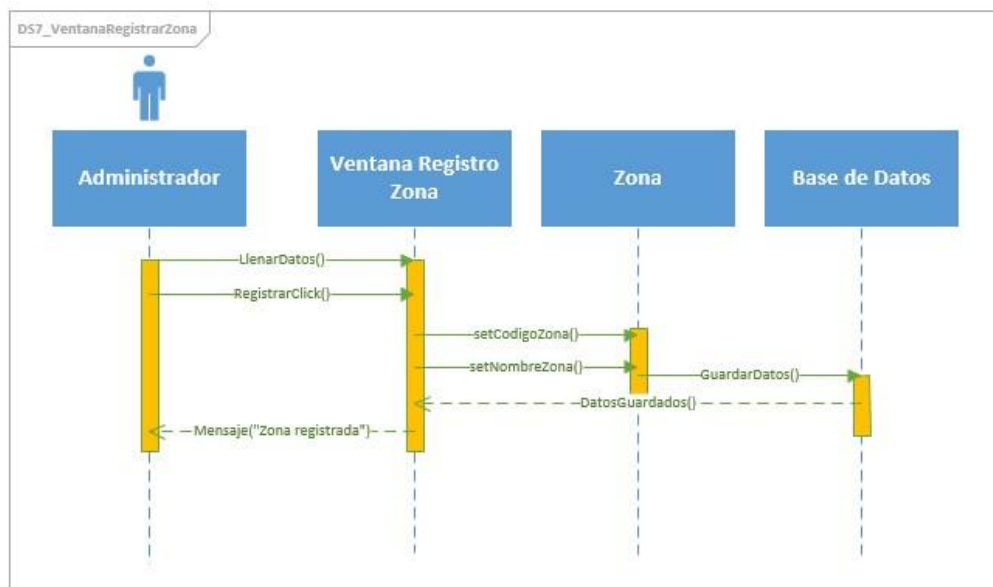 DS7_VentanaRegistrarZona
Administrador
Ventana Registro
Zona
Zona
Base de Datos
LlenarDatos()
RegistrarClick()
setCodigoZona()
setNombreZona()
GuardarDatos()
DatosGuardados()
Mensaje("Zona registrada")